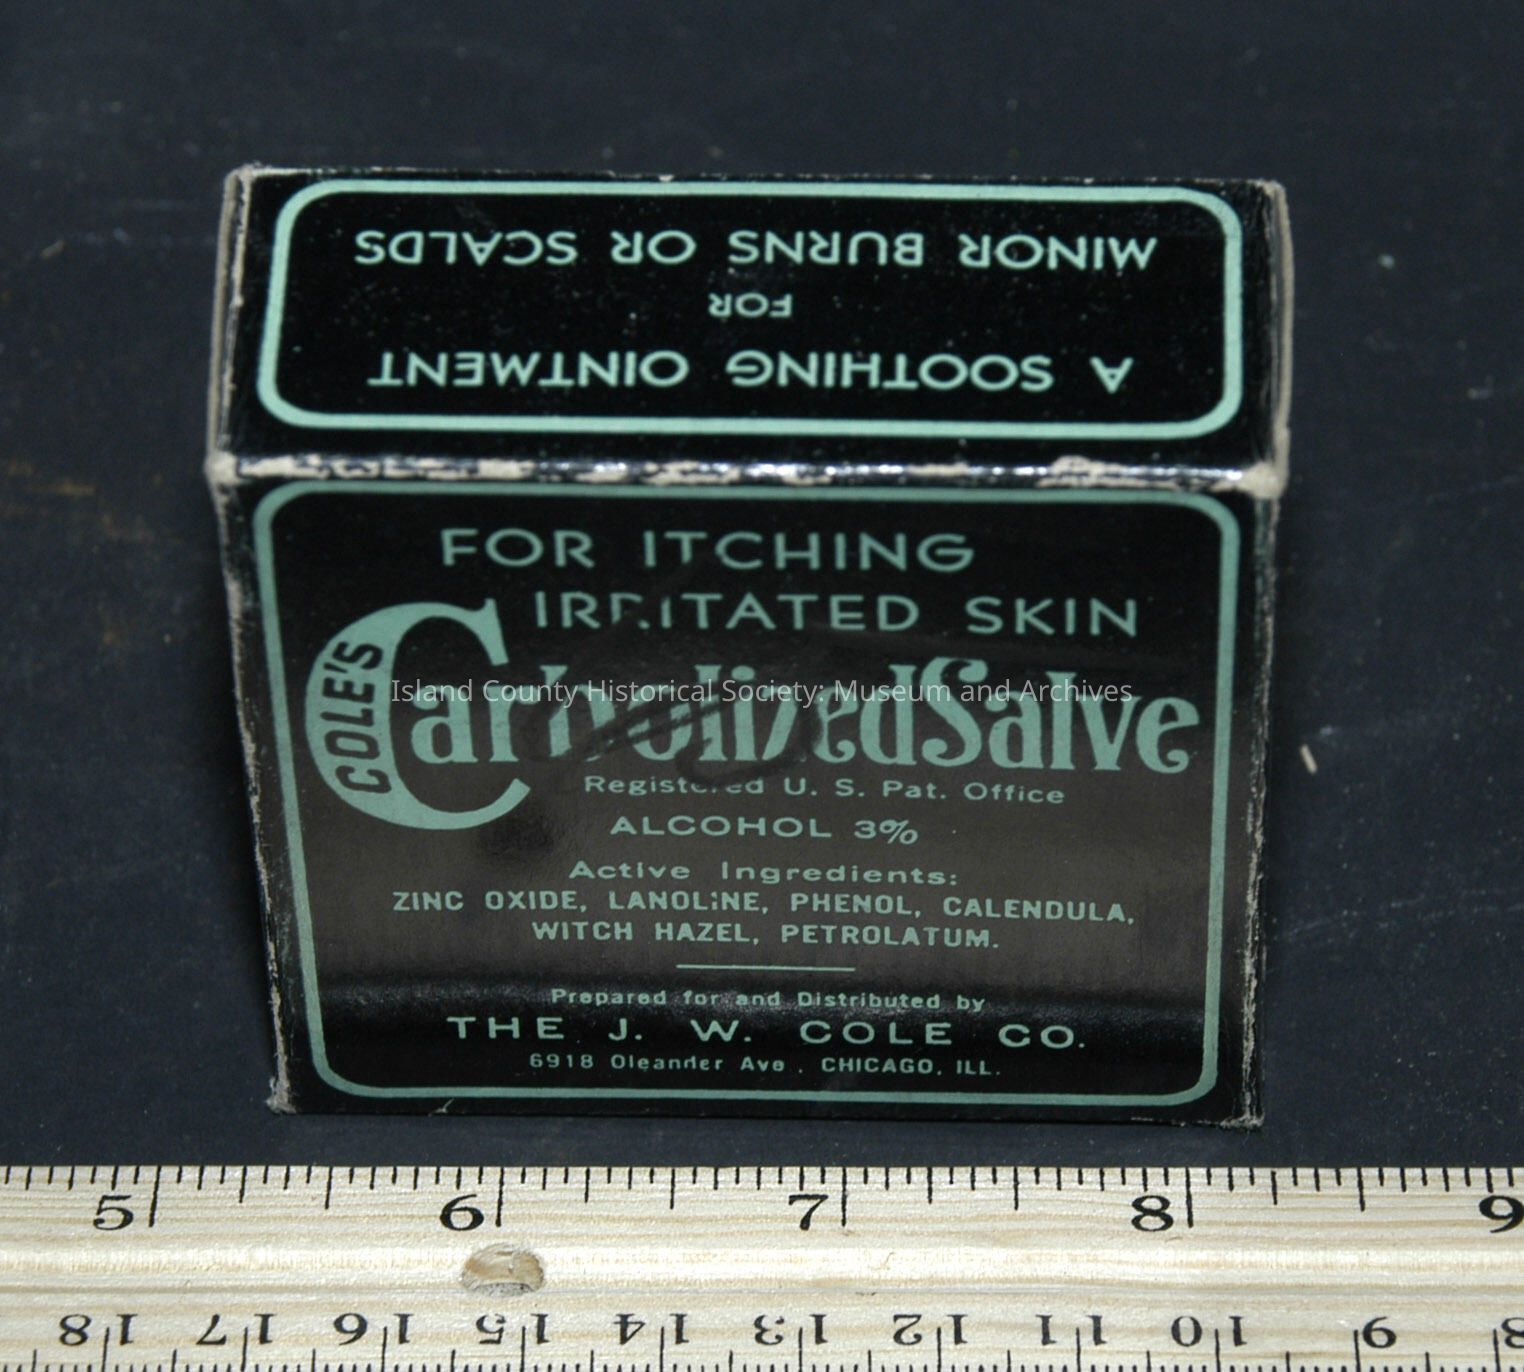 A SOOTHING OINTMENT
FOR
MINOR BURNS OR SCALDS
FOR ITCHING
IRRITATED SKIN
COLE'S
Carbolized Salve
Island County Historical Society: Museum and Archives
Registered U. S. Pat. Office
ALCOHOL 3%
Active Ingredients:
ZINC OXIDE, LANOLINE, PHENOL, CALENDULA,
WITCH HAZEL, PETROLATUM.
Prepared for and Distributed by
THE J. W. COLE CO.
6918 Oleander Ave. CHICAGO, ILL.
5 6 7 8 9
18 17 16 15 14 13 12 11 10 9 8